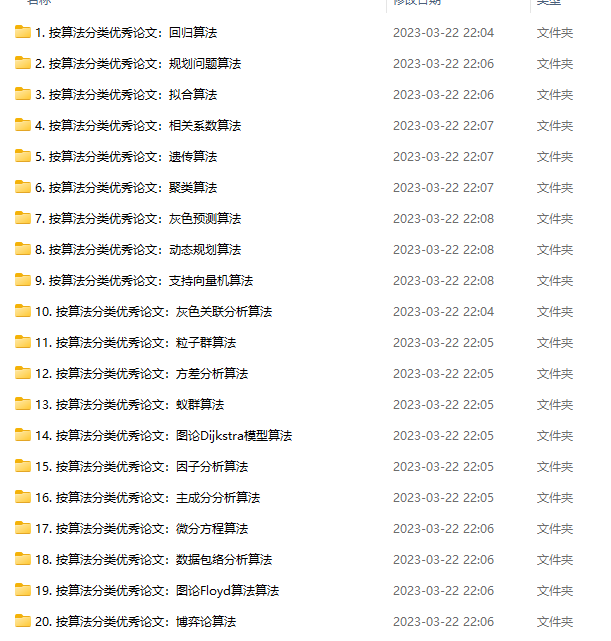 名称 修改日期 类型
1. 按算法分类优秀论文：回归算法 2023-03-22 22:04 文件夹
2. 按算法分类优秀论文：规划问题算法 2023-03-22 22:06 文件夹
3. 按算法分类优秀论文：拟合算法 2023-03-22 22:06 文件夹
4. 按算法分类优秀论文：相关系数算法 2023-03-22 22:07 文件夹
5. 按算法分类优秀论文：遗传算法 2023-03-22 22:07 文件夹
6. 按算法分类优秀论文：聚类算法 2023-03-22 22:07 文件夹
7. 按算法分类优秀论文：灰色预测算法 2023-03-22 22:08 文件夹
8. 按算法分类优秀论文：动态规划算法 2023-03-22 22:08 文件夹
9. 按算法分类优秀论文：支持向量机算法 2023-03-22 22:08 文件夹
10. 按算法分类优秀论文：灰色关联分析算法 2023-03-22 22:04 文件夹
11. 按算法分类优秀论文：粒子群算法 2023-03-22 22:05 文件夹
12. 按算法分类优秀论文：方差分析算法 2023-03-22 22:05 文件夹
13. 按算法分类优秀论文：蚁群算法 2023-03-22 22:05 文件夹
14. 按算法分类优秀论文：图论Dijkstra模型算法 2023-03-22 22:05 文件夹
15. 按算法分类优秀论文：因子分析算法 2023-03-22 22:05 文件夹
16. 按算法分类优秀论文：主成分分析算法 2023-03-22 22:05 文件夹
17. 按算法分类优秀论文：微分方程算法 2023-03-22 22:06 文件夹
18. 按算法分类优秀论文：数据包络分析算法 2023-03-22 22:06 文件夹
19. 按算法分类优秀论文：图论Floyd算法算法 2023-03-22 22:06 文件夹
20. 按算法分类优秀论文：博弈论算法 2023-03-22 22:06 文件夹